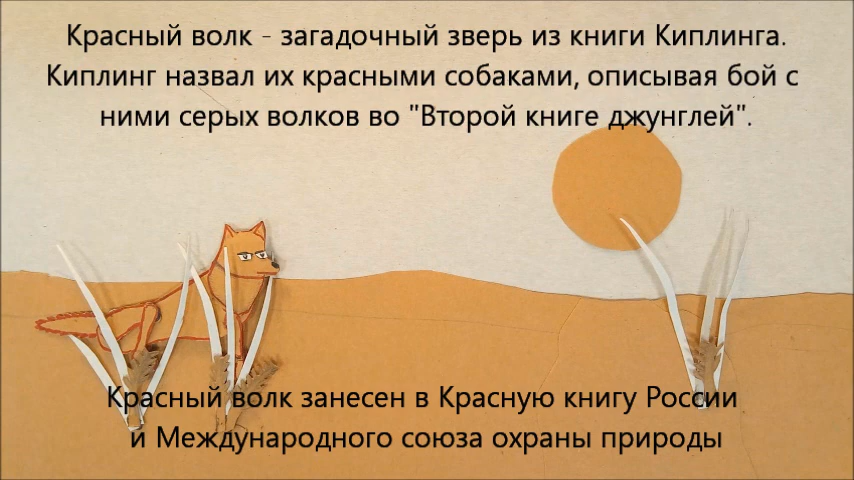 Красный волк - загадочный зверь из книги Киплинга.
Киплинг назвал их красными собаками, описывая бой с
ними серых волков во "Второй книге джунглей".
Красный волк занесен в Красную книгу России
и Международного союза охраны природы